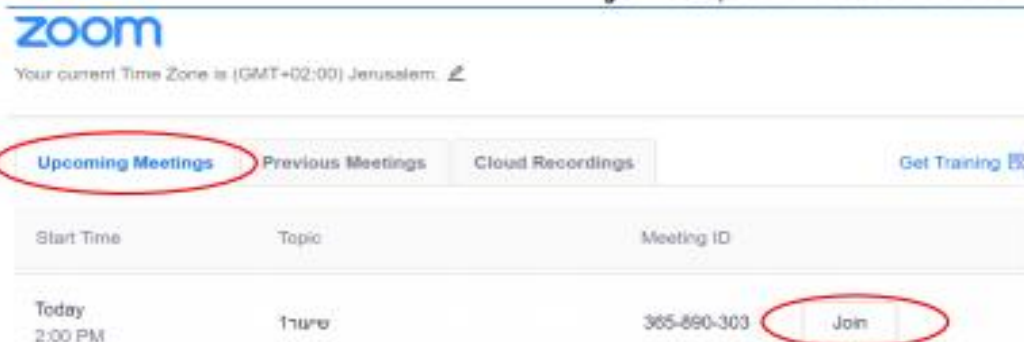 zoom
Your current Time Zone is (GMT+02:00) Jerusalem.
Upcoming Meetings Previous Meetings Cloud Recordings Get Training
Start Time Topic Meeting ID
Today
2:00 PM שיעור1 365-890-303 Join